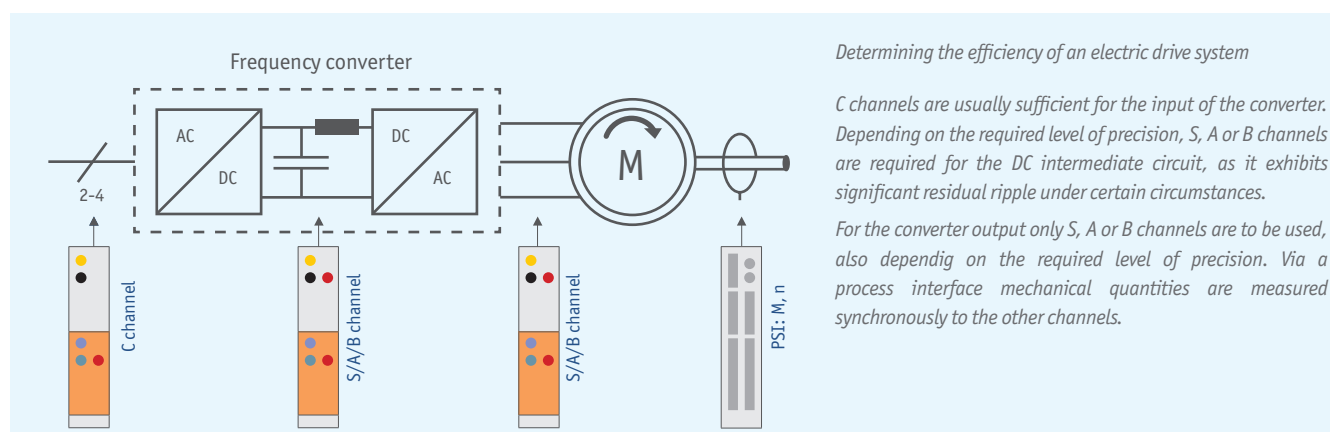 Frequency converter
AC
DC
DC
AC
M
2-4
C channel
S/A/B channel
S/A/B channel
PSI: M, n
Determining the efficiency of an electric drive system
C channels are usually sufficient for the input of the converter.
Depending on the required level of precision, S, A or B channels
are required for the DC intermediate circuit, as it exhibits
significant residual ripple under certain circumstances.
For the converter output only S, A or B channels are to be used,
also dependig on the required level of precision. Via a
process interface mechanical quantities are measured
synchronously to the other channels.